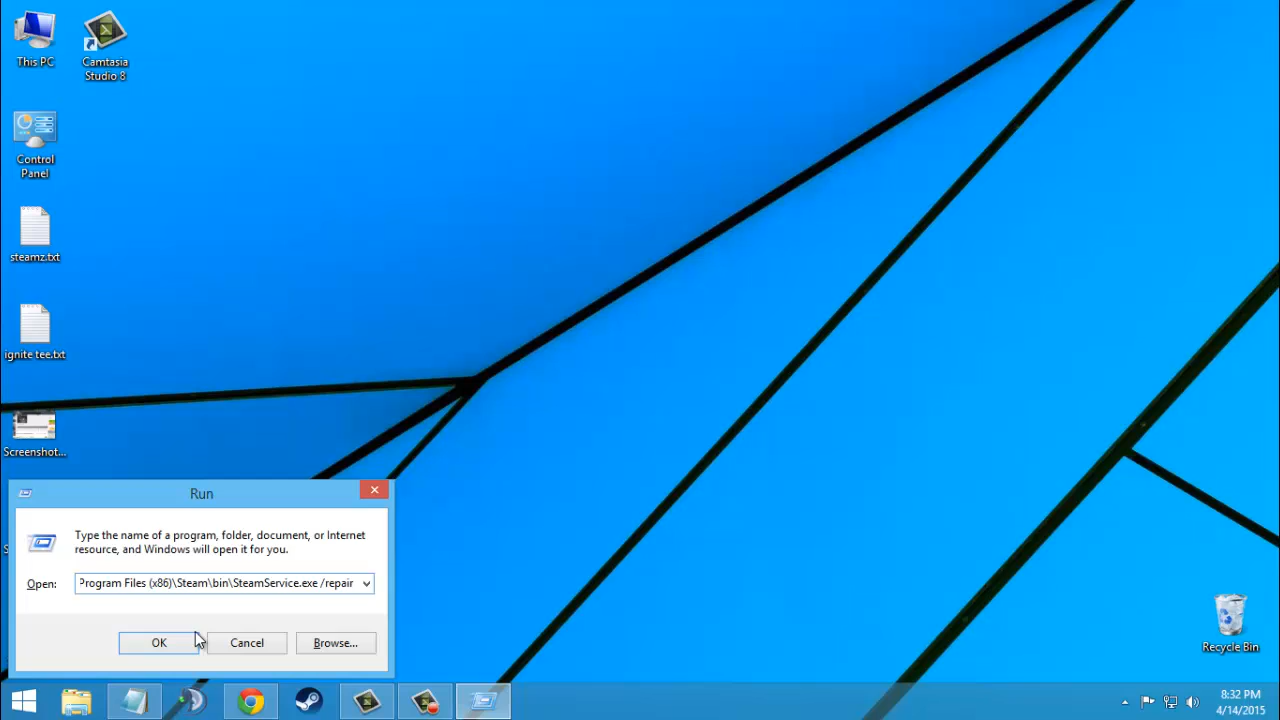 This PC
Camtasia
Studio 8
Control
Panel
steamz.txt
ignite tee.txt
Screenshot...
Run
Type the name of a program, folder, document, or Internet
resource, and Windows will open it for you.
Open:
Program Files (x86)\Steam\bin\SteamService.exe /repair
OK
Cancel
Browse...
Recycle Bin
8:32 PM
4/14/2015